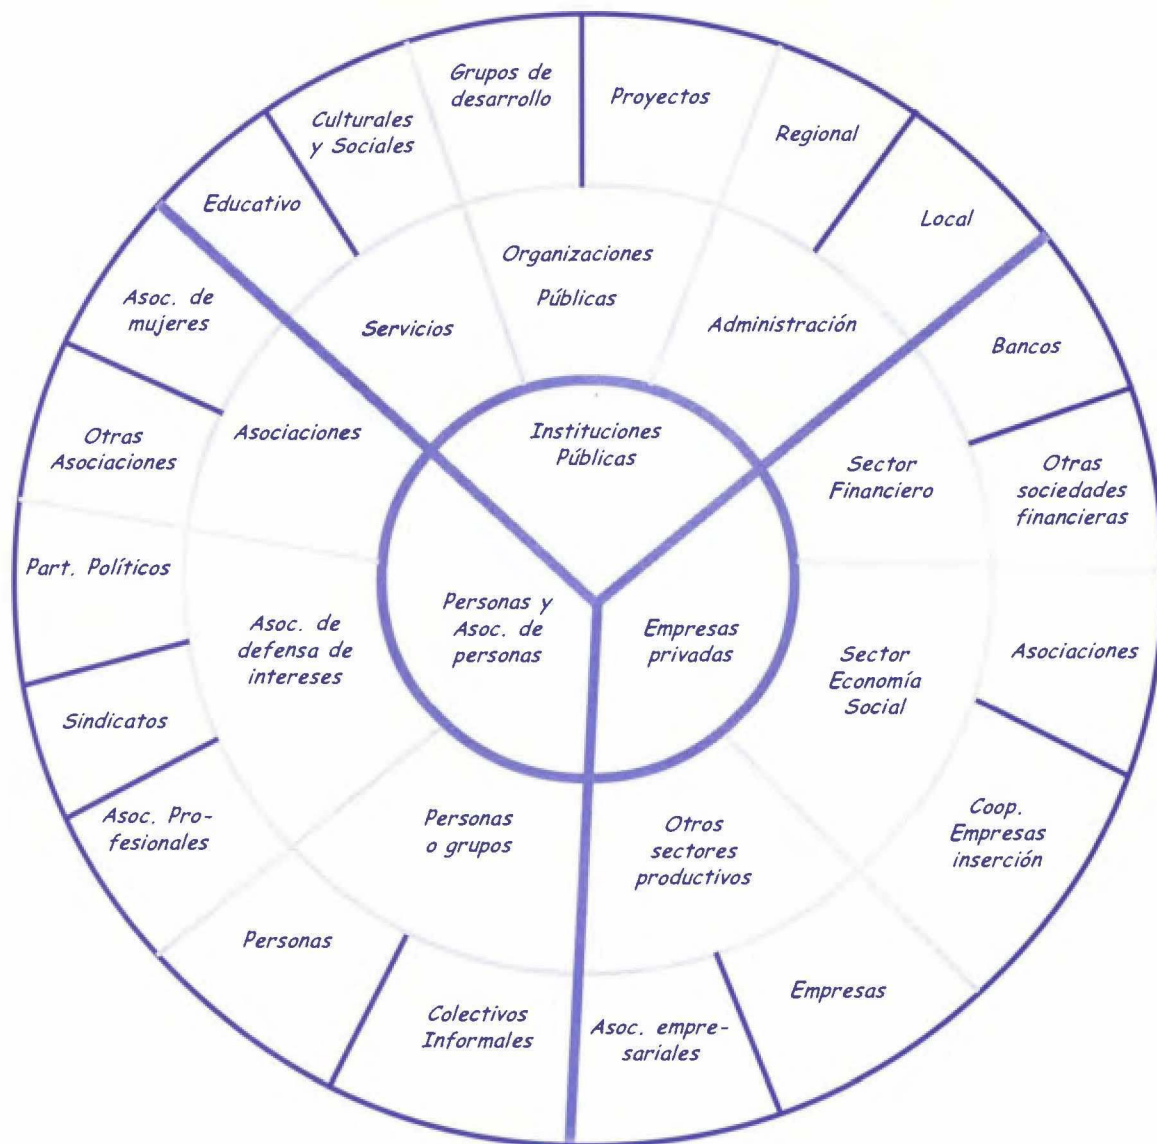 Grupos de
desarrollo
Proyectos
Culturales
y Sociales
Regional
Educativo
Local
Organizaciones
Públicas
Asoc. de
mujeres
Servicios
Administración
Bancos
Otras
Asociaciones
Asociaciones
Instituciones
Públicas
Sector
Financiero
Otras
sociedades
financieras
Part. Políticos
Asoc. de
defensa de
intereses
Personas y
Asoc. de
personas
Empresas
privadas
Sector
Economía
Social
Asociaciones
Sindicatos
Asoc. Pro-
fesionales
Personas
o grupos
Otros
sectores
productivos
Coop.
Empresas
inserción
Personas
Colectivos
Informales
Asoc. empre-
sariales
Empresas